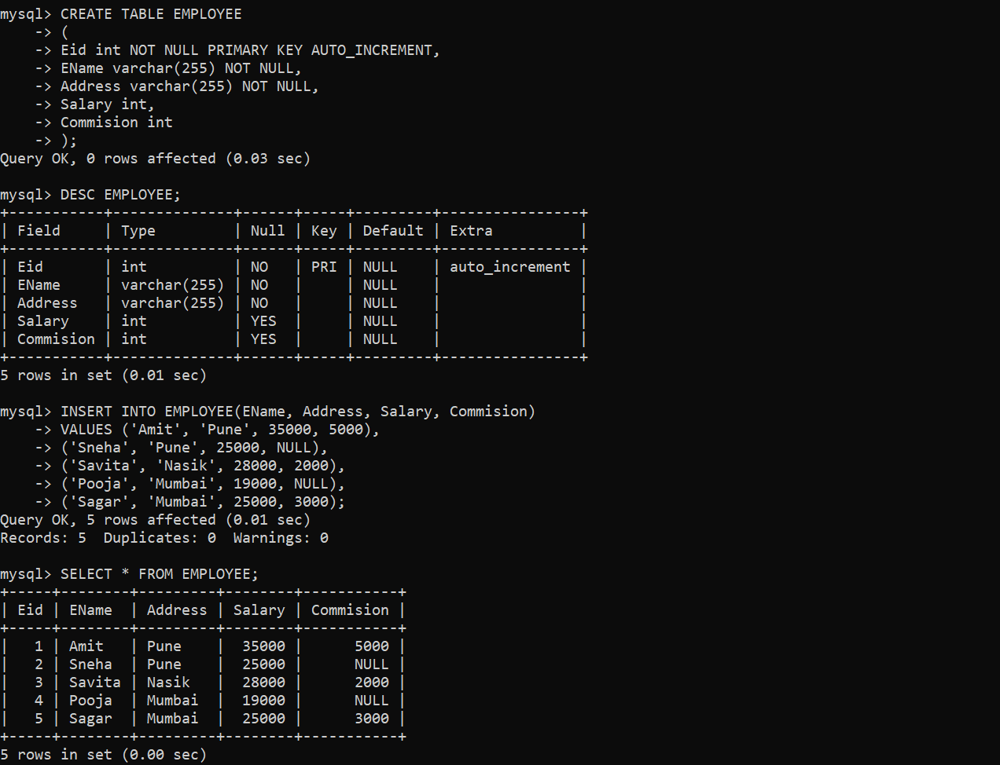 mysql> CREATE TABLE EMPLOYEE
    -> (
    -> Eid int NOT NULL PRIMARY KEY AUTO_INCREMENT,
    -> EName varchar(255) NOT NULL,
    -> Address varchar(255) NOT NULL,
    -> Salary int,
    -> Commision int
    -> );
Query OK, 0 rows affected (0.03 sec)

mysql> DESC EMPLOYEE;
+-----------+--------------+------+-----+---------+----------------+
| Field     | Type         | Null | Key | Default | Extra          |
+-----------+--------------+------+-----+---------+----------------+
| Eid       | int          | NO   | PRI | NULL    | auto_increment |
| EName     | varchar(255) | NO   |     | NULL    |                |
| Address   | varchar(255) | NO   |     | NULL    |                |
| Salary    | int          | YES  |     | NULL    |                |
| Commision | int          | YES  |     | NULL    |                |
+-----------+--------------+------+-----+---------+----------------+
5 rows in set (0.01 sec)

mysql> INSERT INTO EMPLOYEE(EName, Address, Salary, Commision)
    -> VALUES ('Amit', 'Pune', 35000, 5000),
    -> ('Sneha', 'Pune', 25000, NULL),
    -> ('Savita', 'Nasik', 28000, 2000),
    -> ('Pooja', 'Mumbai', 19000, NULL),
    -> ('Sagar', 'Mumbai', 25000, 3000);
Query OK, 5 rows affected (0.01 sec)
Records: 5  Duplicates: 0  Warnings: 0

mysql> SELECT * FROM EMPLOYEE;
+-----+--------+---------+--------+-----------+
| Eid | EName  | Address | Salary | Commision |
+-----+--------+---------+--------+-----------+
|   1 | Amit   | Pune    |  35000 |      5000 |
|   2 | Sneha  | Pune    |  25000 |      NULL |
|   3 | Savita | Nasik   |  28000 |      2000 |
|   4 | Pooja  | Mumbai  |  19000 |      NULL |
|   5 | Sagar  | Mumbai  |  25000 |      3000 |
+-----+--------+---------+--------+-----------+
5 rows in set (0.00 sec)